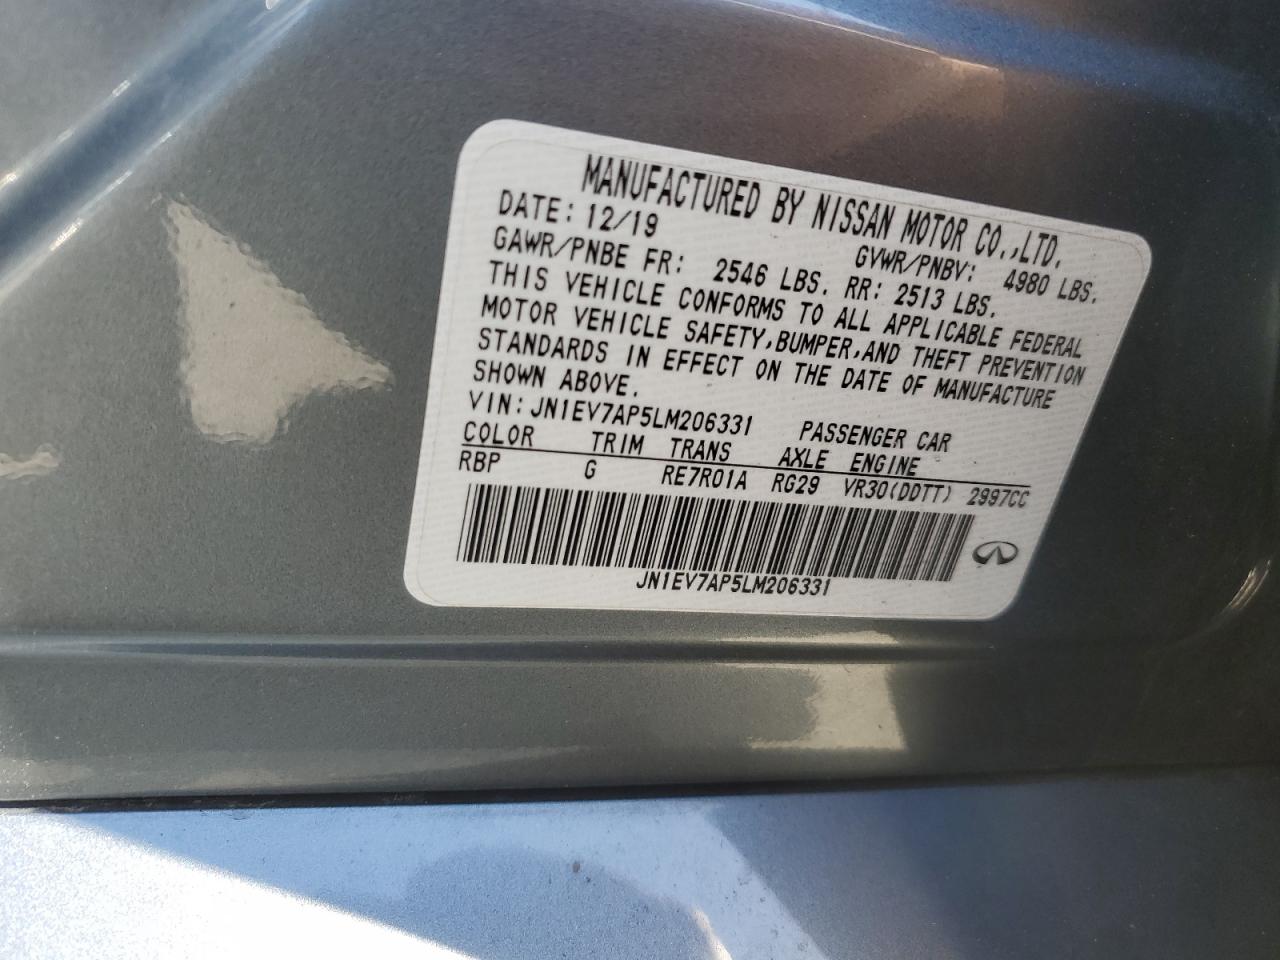 MANUFACTURED BY NISSAN MOTOR CO.,LTD.
DATE: 12/19 GVWR/PNBV: 4980 LBS.
GAWR/PNBE FR: 2546 LBS. RR: 2513 LBS.
THIS VEHICLE CONFORMS TO ALL APPLICABLE FEDERAL
MOTOR VEHICLE SAFETY,BUMPER,AND THEFT PREVENTION
STANDARDS IN EFFECT ON THE DATE OF MANUFACTURE
SHOWN ABOVE.
VIN: JN1EV7AP5LM206331 PASSENGER CAR
COLOR TRIM TRANS AXLE ENGINE
RBP G RE7R01A RG29 VR30(DDTT) 2997CC
JN1EV7AP5LM206331